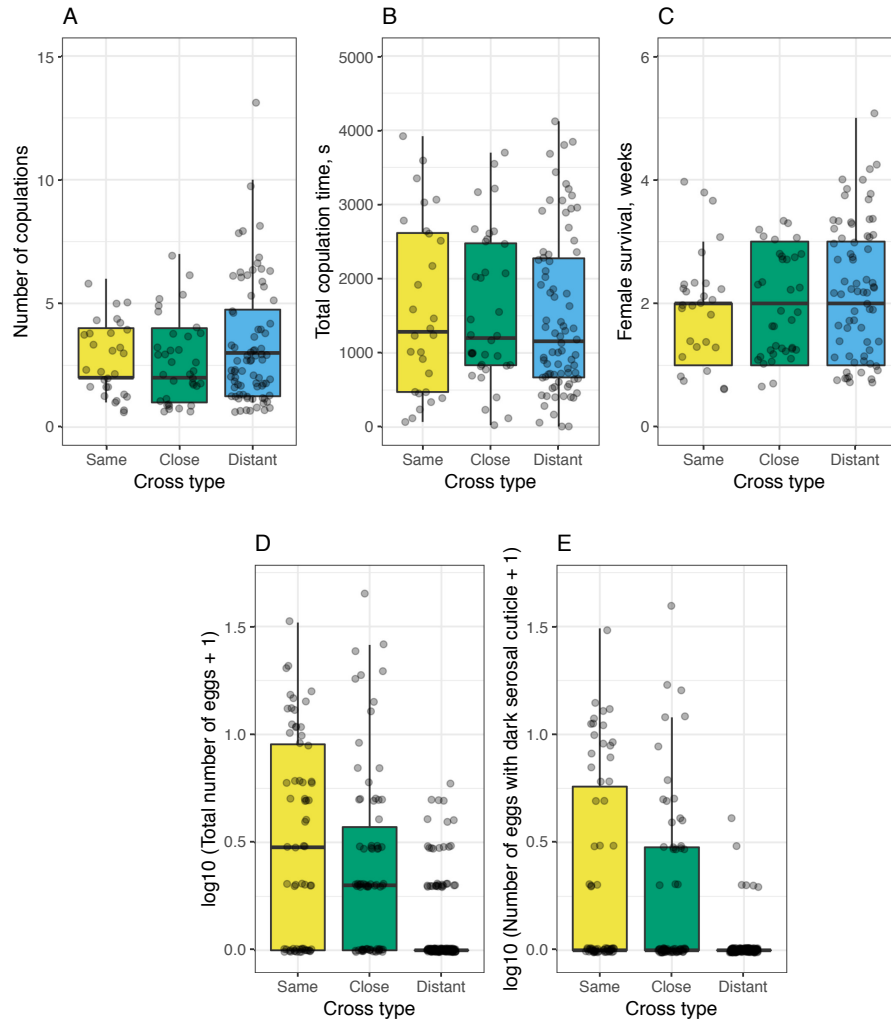 A
Number of copulations
15
10
5
0
Same Close Distant
Cross type
B
Total copulation time, s
5000
4000
3000
2000
1000
0
Same Close Distant
Cross type
C
Female survival, weeks
6
4
2
0
Same Close Distant
Cross type
D
log10 (Total number of eggs + 1)
1.5
1.0
0.5
0.0
Same Close Distant
Cross type
E
log10 (Number of eggs with dark serosal cuticle + 1)
1.5
1.0
0.5
0.0
Same Close Distant
Cross type